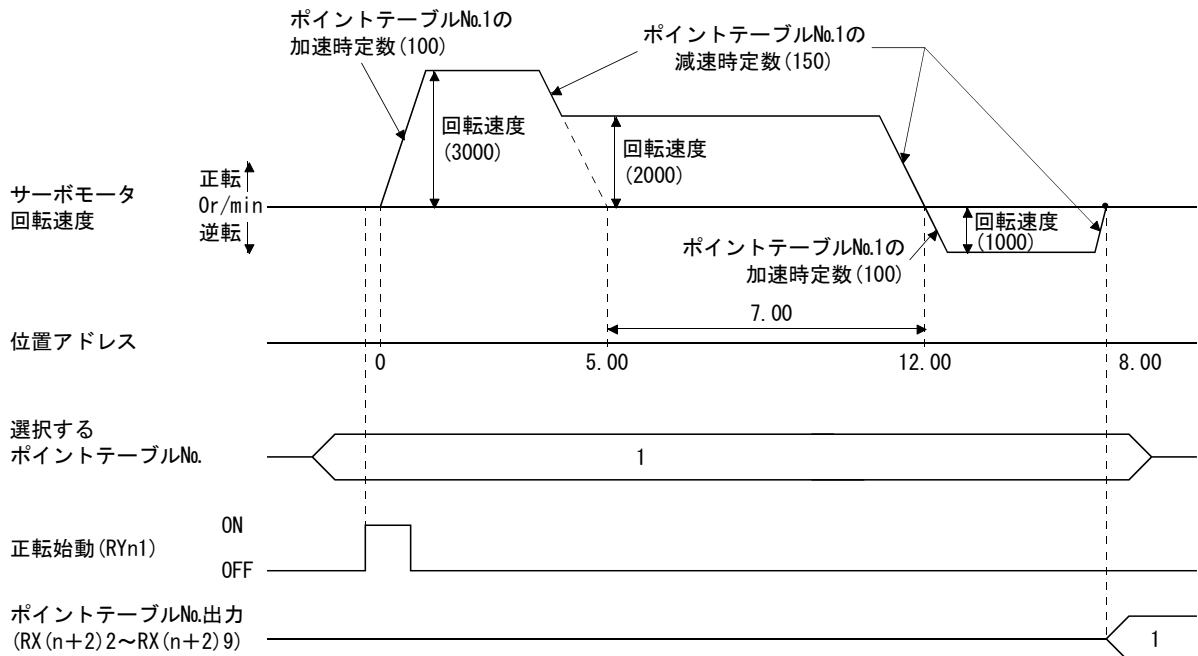 ポイントテーブルNo.1の
加速時定数(100)
ポイントテーブルNo.1の
減速時定数(150)
回転速度
(3000)
回転速度
(2000)
サーボモータ
回転速度
正転
0r/min
逆転
回転速度
(1000)
ポイントテーブルNo.1の
加速時定数(100)
7.00
位置アドレス
0
5.00
12.00
8.00
選択する
ポイントテーブルNo.
1
正転始動(RYn1)
ON
OFF
ポイントテーブルNo.出力
(RX(n+2)2～RX(n+2)9)
1